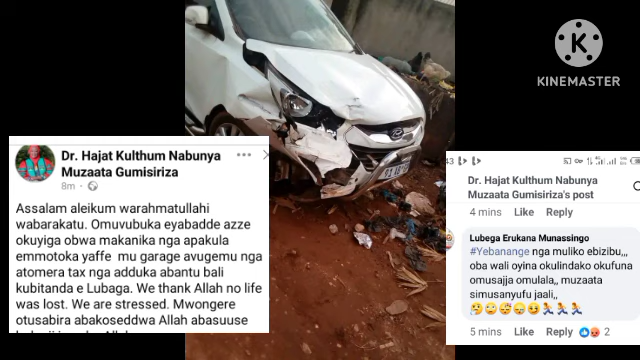 KINEMASTER
Dr. Hajat Kulthum Nabunya
Muzaata Gumisiriza
8m
Assalam aleikum warahmatullahi
wabarakatu. Omuvubuka eyabadde azze
okuyiga obwa makanika nga apakula
emmotoka yaffe mu garage avugemu nga
atomera tax nga adduka abantu bali
kubitanda e Lubaga. We thank Allah no life
was lost. We are stressed. Mwongere
otusabira abakoseddwa Allah abasuuse
43
Dr. Hajat Kulthum Nabunya
Muzaata Gumisiriza's post
4 mins Like Reply
Lubega Erukana Munassingo
#Yebanange nga muliko ebizibu,,,
oba wali oyina okulindako okufuna
omusajja omulala,, muzaata
simusanyufu jaali,,
🤔🙄😴😏😏🏃🏃🏃
5 mins Like Reply 2